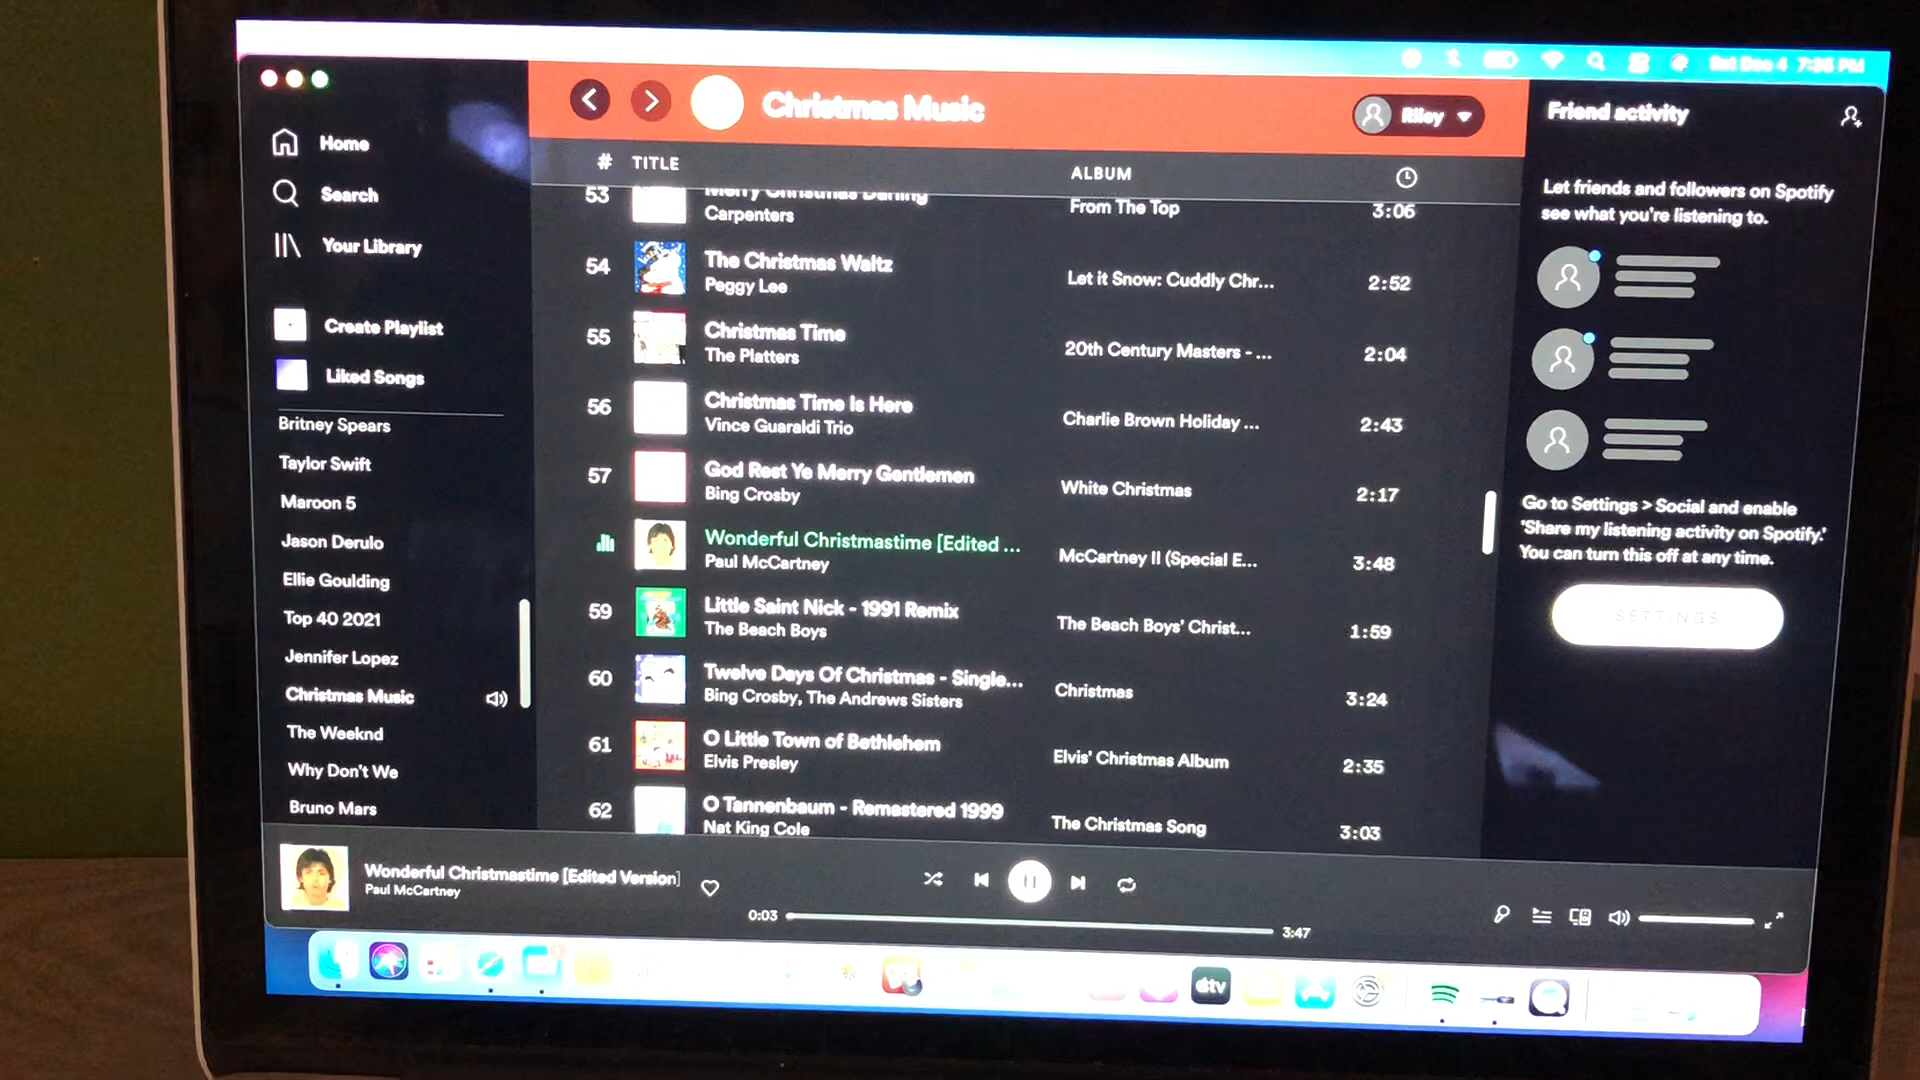 Sat Dec 4 7:35 PM
Home
Search
Your Library
Create Playlist
Liked Songs
Britney Spears
Taylor Swift
Maroon 5
Jason Derulo
Ellie Goulding
Top 40 2021
Jennifer Lopez
Christmas Music
The Weeknd
Why Don't We
Bruno Mars
Christmas Music
Riley
# TITLE ALBUM
53 Merry Christmas Darling From The Top 3:06
Carpenters
54 The Christmas Waltz Let it Snow: Cuddly Chr... 2:52
Peggy Lee
55 Christmas Time 20th Century Masters - ... 2:04
The Platters
56 Christmas Time Is Here Charlie Brown Holiday ... 2:43
Vince Guaraldi Trio
57 God Rest Ye Merry Gentlemen White Christmas 2:17
Bing Crosby
Wonderful Christmastime [Edited ... McCartney II (Special E... 3:48
Paul McCartney
59 Little Saint Nick - 1991 Remix The Beach Boys' Christ... 1:59
The Beach Boys
60 Twelve Days Of Christmas - Single... Christmas 3:24
Bing Crosby, The Andrews Sisters
61 O Little Town of Bethlehem Elvis' Christmas Album 2:35
Elvis Presley
62 O Tannenbaum - Remastered 1999 The Christmas Song 3:03
Nat King Cole
Friend activity
Let friends and followers on Spotify
see what you're listening to.
Go to Settings > Social and enable
'Share my listening activity on Spotify.'
You can turn this off at any time.
SETTINGS
Wonderful Christmastime [Edited Version]
Paul McCartney
0:03
3:47
tv